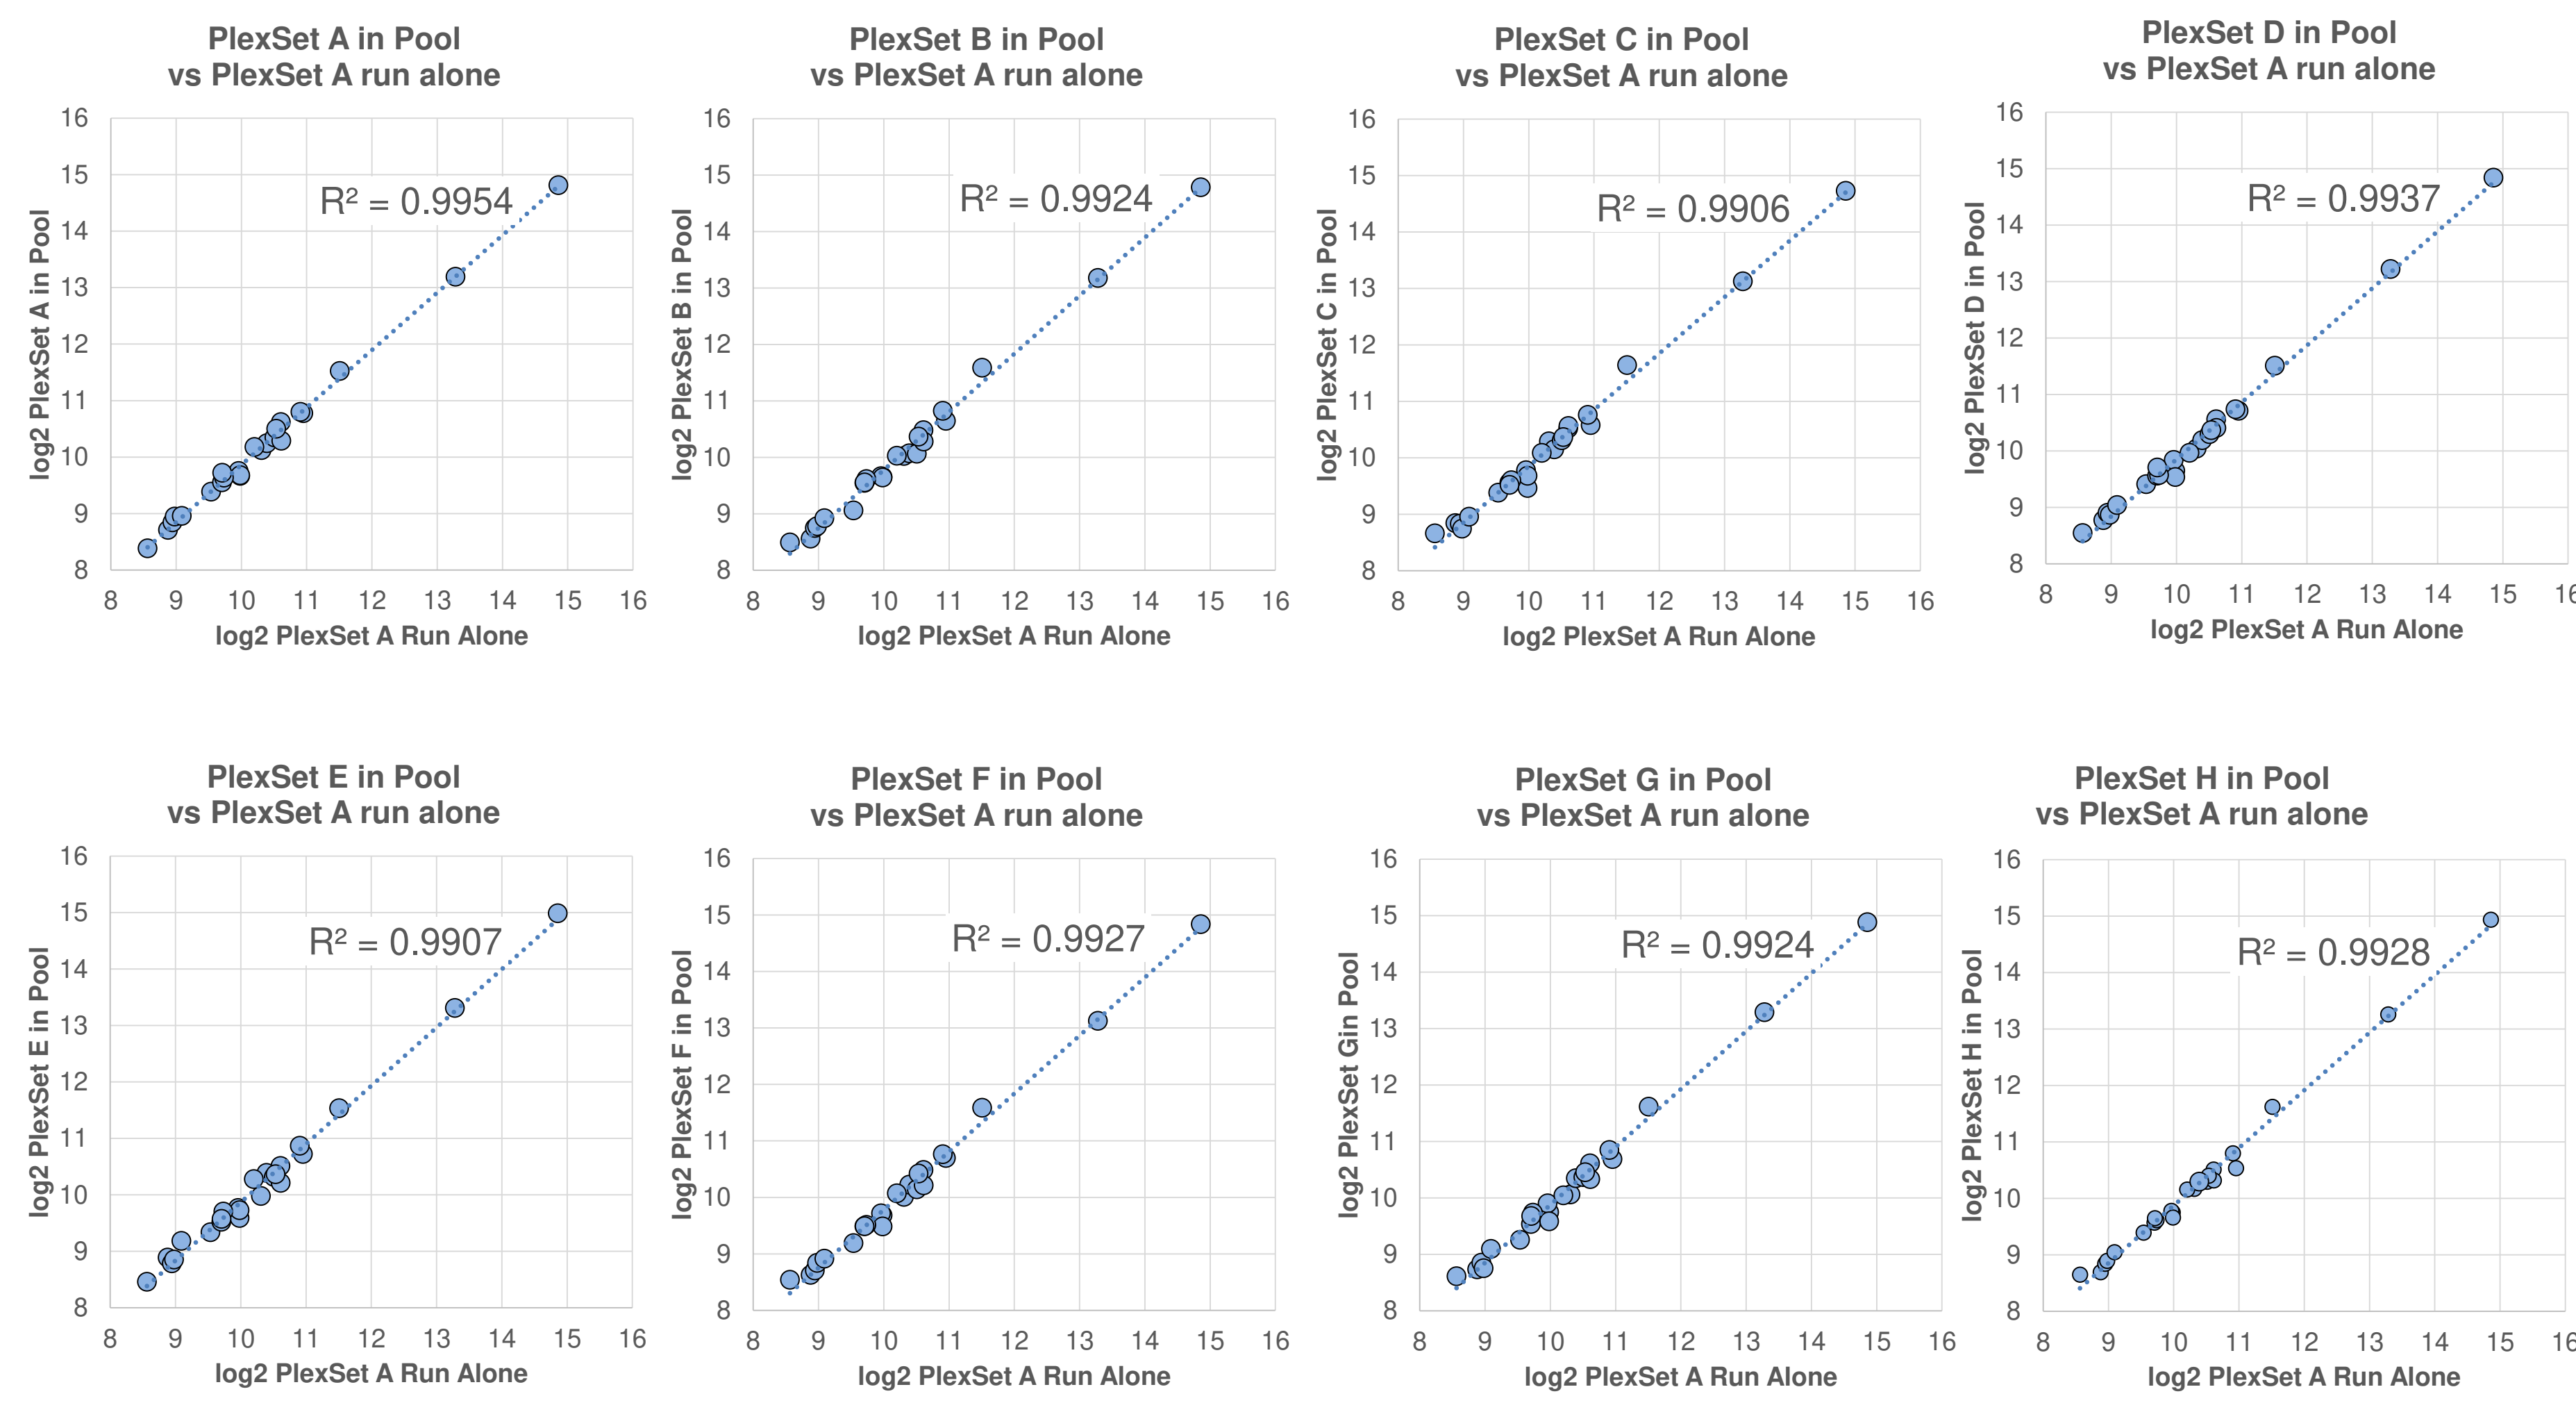 PlexSet A in Pool
vs PlexSet A run alone
16
15
14
13
12
11
10
9
8
R² = 0.9954
log2 PlexSet A in Pool
8 9 10 11 12 13 14 15 16
log2 PlexSet A Run Alone
PlexSet B in Pool
vs PlexSet A run alone
16
15
14
13
12
11
10
9
8
R² = 0.9924
log2 PlexSet B in Pool
8 9 10 11 12 13 14 15 16
log2 PlexSet A Run Alone
PlexSet C in Pool
vs PlexSet A run alone
16
15
14
13
12
11
10
9
8
R² = 0.9906
log2 PlexSet C in Pool
8 9 10 11 12 13 14 15 16
log2 PlexSet A Run Alone
PlexSet D in Pool
vs PlexSet A run alone
16
15
14
13
12
11
10
9
8
R² = 0.9937
log2 PlexSet D in Pool
8 9 10 11 12 13 14 15 16
log2 PlexSet A Run Alone
PlexSet E in Pool
vs PlexSet A run alone
16
15
14
13
12
11
10
9
8
R² = 0.9907
log2 PlexSet E in Pool
8 9 10 11 12 13 14 15 16
log2 PlexSet A Run Alone
PlexSet F in Pool
vs PlexSet A run alone
16
15
14
13
12
11
10
9
8
R² = 0.9927
log2 PlexSet F in Pool
8 9 10 11 12 13 14 15 16
log2 PlexSet A Run Alone
PlexSet G in Pool
vs PlexSet A run alone
16
15
14
13
12
11
10
9
8
R² = 0.9924
log2 PlexSet Gin Pool
8 9 10 11 12 13 14 15 16
log2 PlexSet A Run Alone
PlexSet H in Pool
vs PlexSet A run alone
16
15
14
13
12
11
10
9
8
R² = 0.9928
log2 PlexSet H in Pool
8 9 10 11 12 13 14 15 16
log2 PlexSet A Run Alone